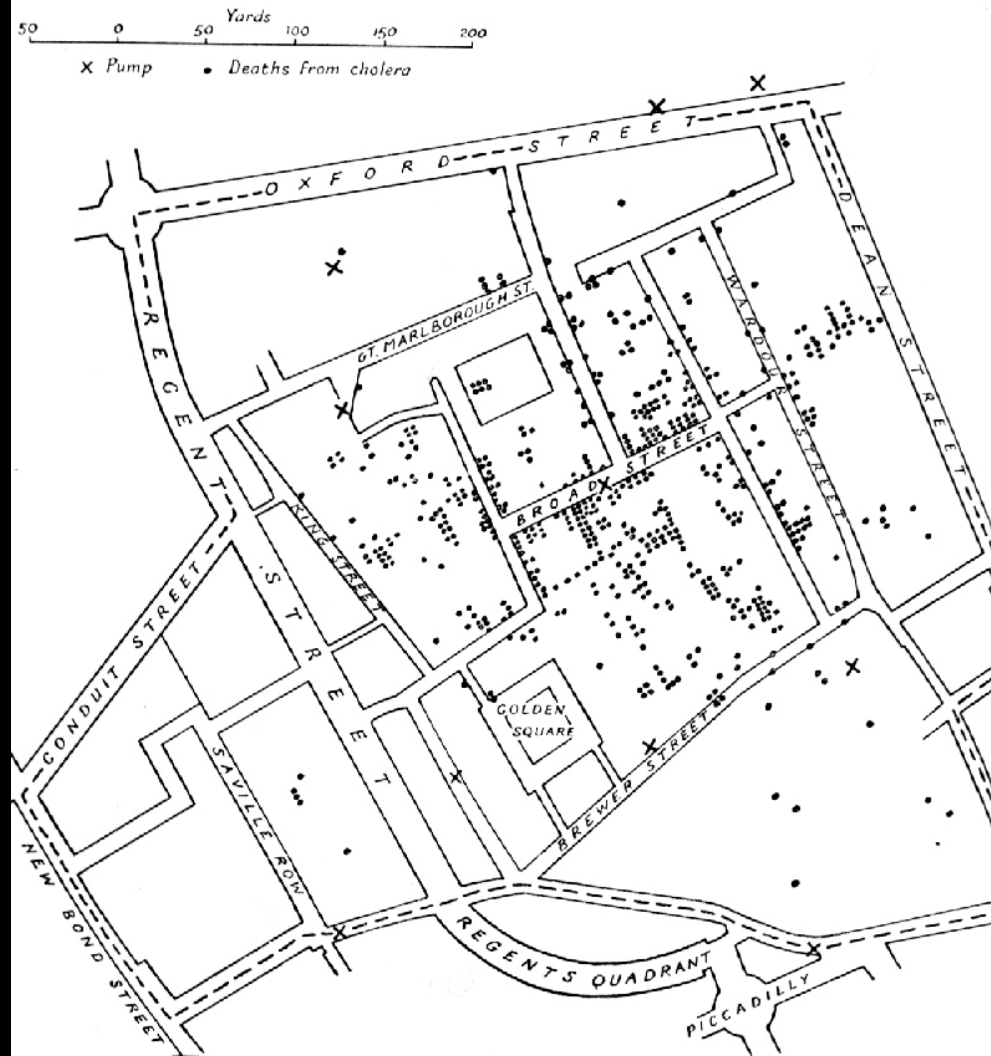 Yards
50 0 50 100 150 200
X Pump • Deaths from cholera
OXFORD STREET
DEAN STREET
REGENT STREET
WARDOUR STREET
GT. MARLBOROUGH ST.
BROAD STREET
KING STREET
CONDUIT STREET
GOLDEN
SQUARE
SAVILLE ROW
BREWER STREET
NEW BOND STREET
REGENTS QUADRANT
PICCADILLY